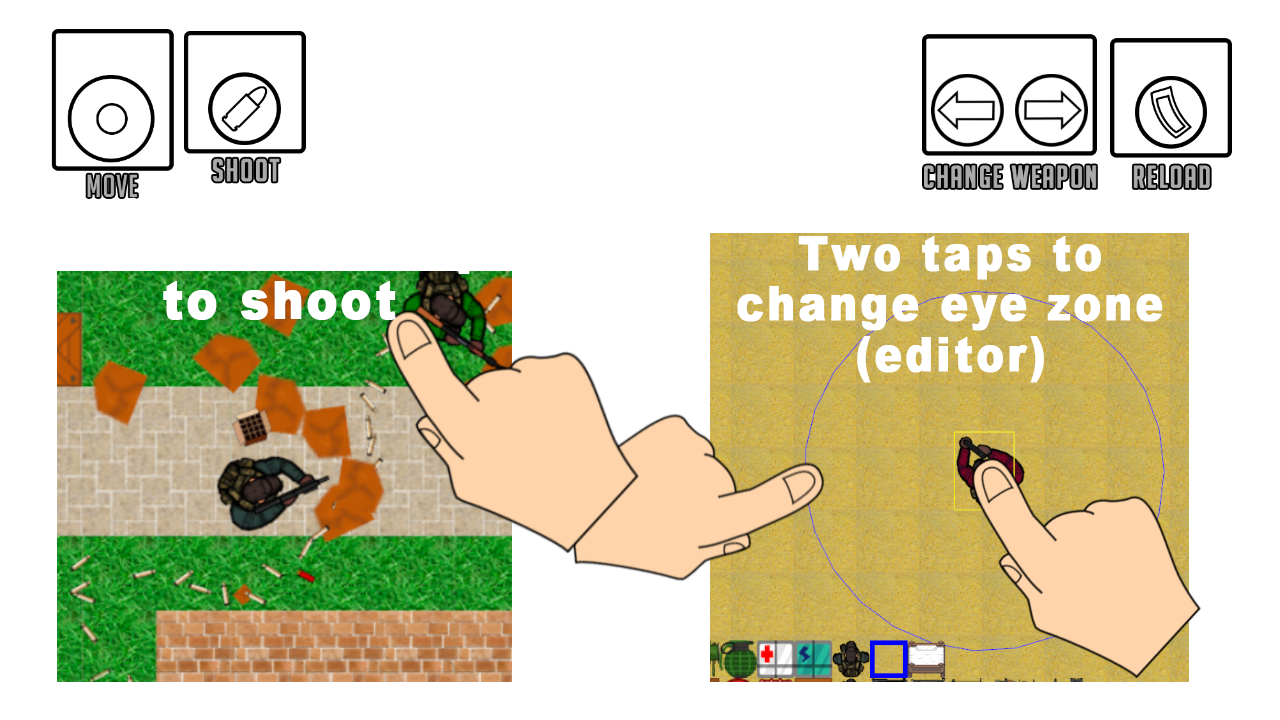 MOVE
SHOOT
CHANGE WEAPON
RELOAD
to shoot
Two taps to
change eye zone
(editor)